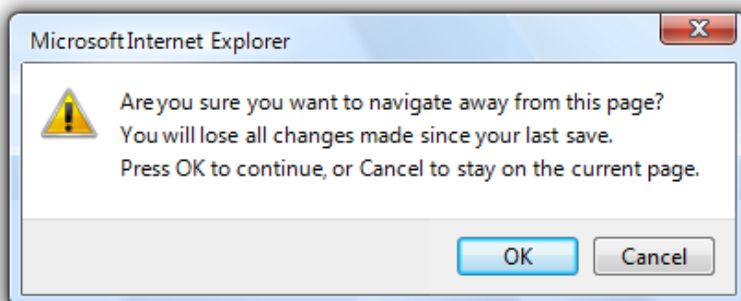 Microsoft Internet Explorer
Are you sure you want to navigate away from this page?
You will lose all changes made since your last save.
Press OK to continue, or Cancel to stay on the current page.
OK Cancel